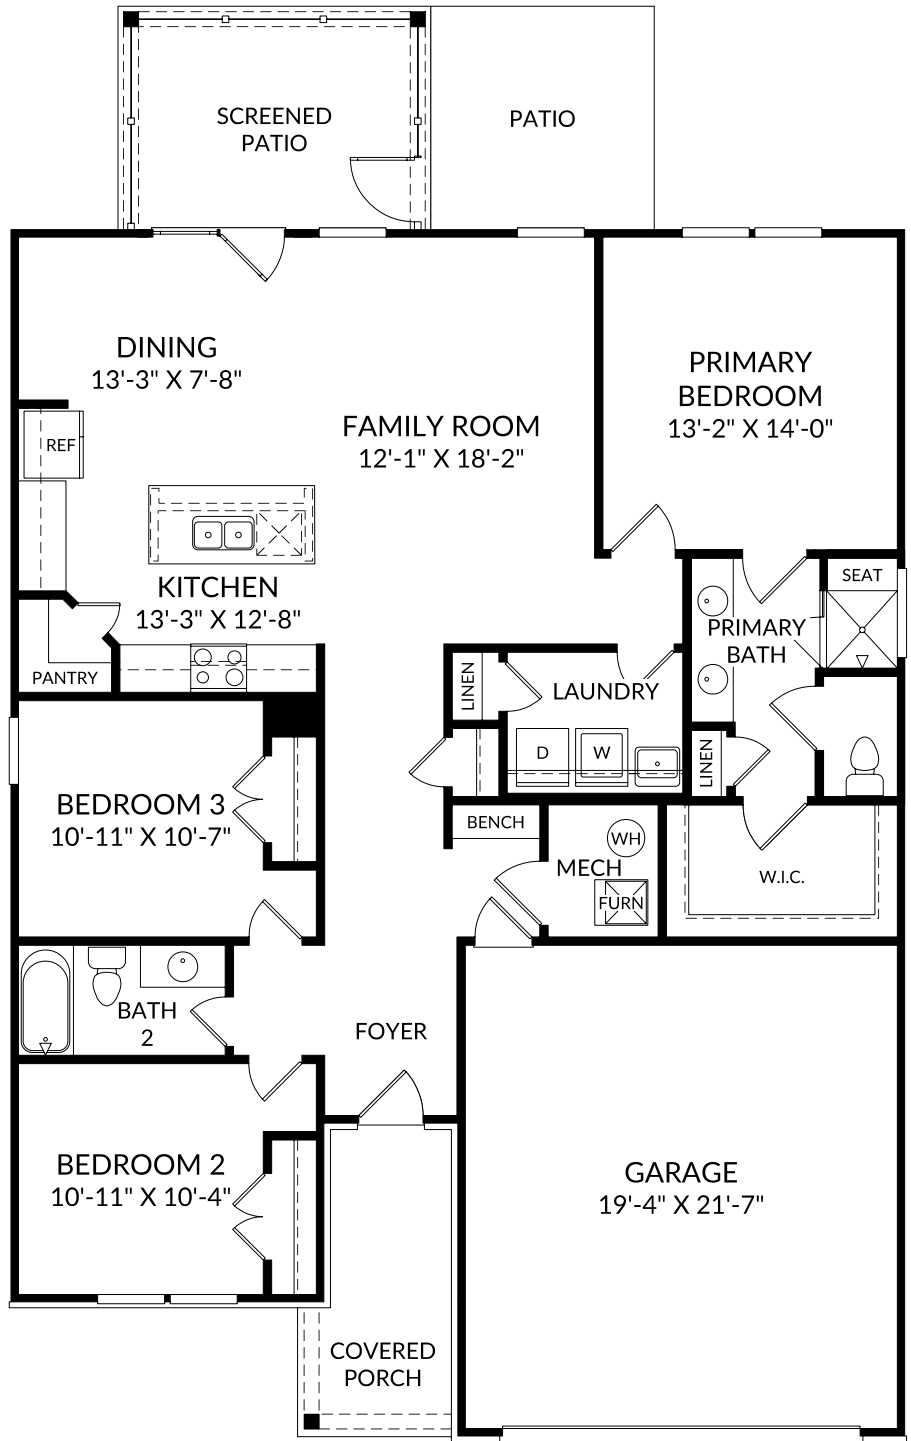 SCREENED
PATIO
PATIO
DINING
13'-3" X 7'-8"
PRIMARY
BEDROOM
13'-2" X 14'-0"
FAMILY ROOM
12'-1" X 18'-2"
REF
KITCHEN
13'-3" X 12'-8"
SEAT
PRIMARY
BATH
PANTRY
LINEN
LAUNDRY
D
W
LINEN
BEDROOM 3
10'-11" X 10'-7"
BENCH
WH
MECH
FURN
W.I.C.
BATH
2
FOYER
BEDROOM 2
10'-11" X 10'-4"
GARAGE
19'-4" X 21'-7"
COVERED
PORCH